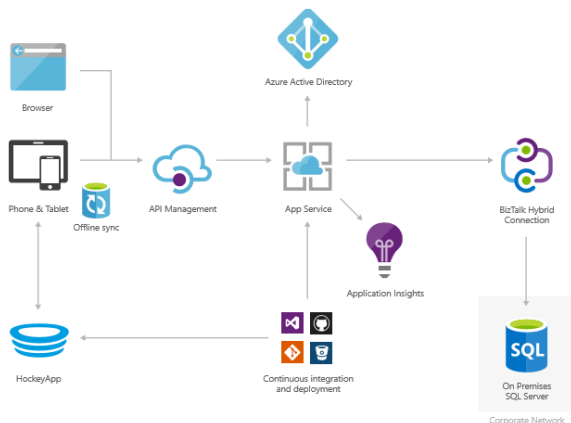 Azure Active Directory
Browser
Phone & Tablet
Offline sync
API Management
App Service
BizTalk Hybrid
Connection
Application Insights
HockeyApp
Continuous integration
and deployment
SQL
On Premises
SQL Server
Corporate Network